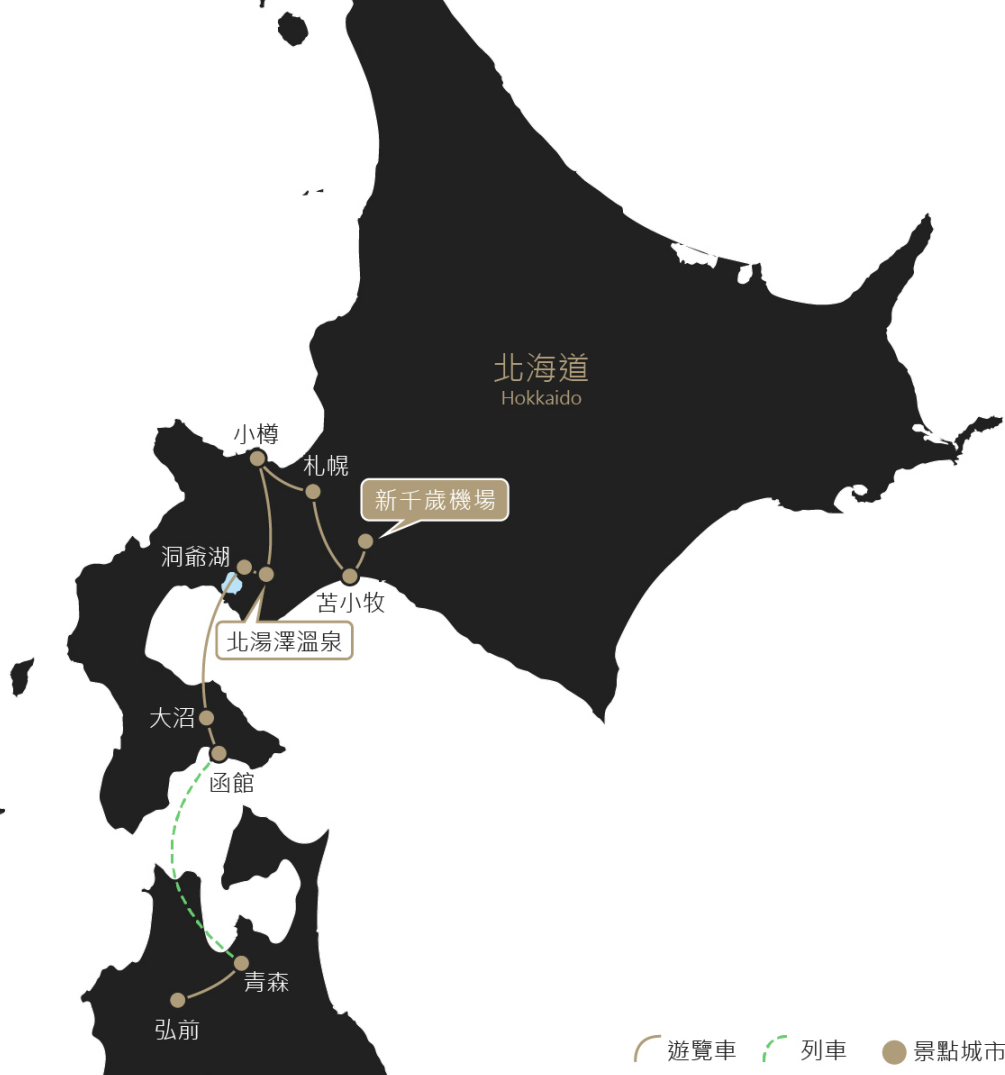 北海道
Hokkaido
小樽
札幌
新千歲機場
洞爺湖
苫小牧
北湯澤溫泉
大沼
函館
青森
弘前
遊覽車
列車
景點城市